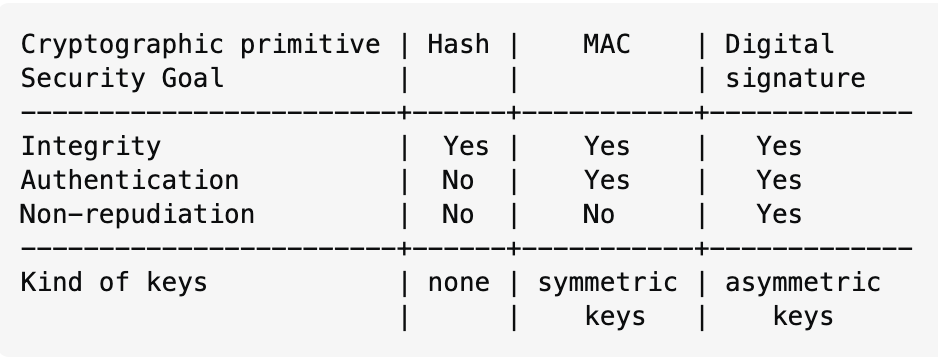 Cryptographic primitive | Hash |    MAC    | Digital
Security Goal           |      |           | signature
------------------------+------+-----------+-------------
Integrity               |  Yes |    Yes    |  Yes
Authentication          |  No  |    Yes    |  Yes
Non-repudiation         |  No  |    No     |  Yes
------------------------+------+-----------+-------------
Kind of keys            | none | symmetric | asymmetric
                        |      |    keys   |    keys